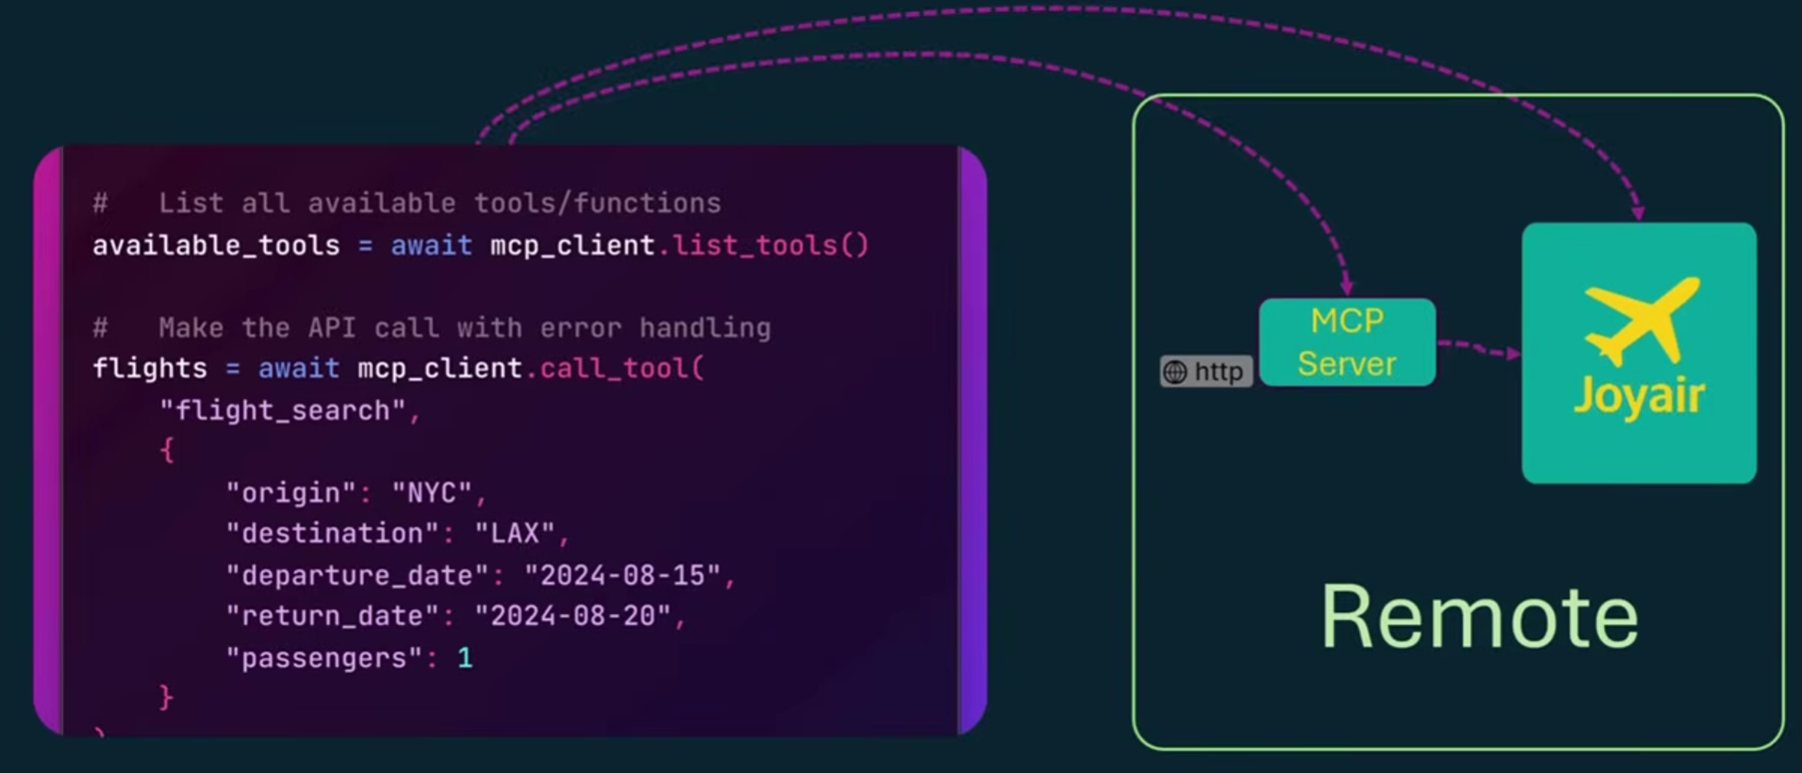 #   List all available tools/functions
available_tools = await mcp_client.list_tools()
#   Make the API call with error handling
flights = await mcp_client.call_tool(
    "flight_search",
    {
        "origin": "NYC",
        "destination": "LAX",
        "departure_date": "2024-08-15",
        "return_date": "2024-08-20",
        "passengers": 1
    }
)
MCP
Server
http
Joyair
Remote